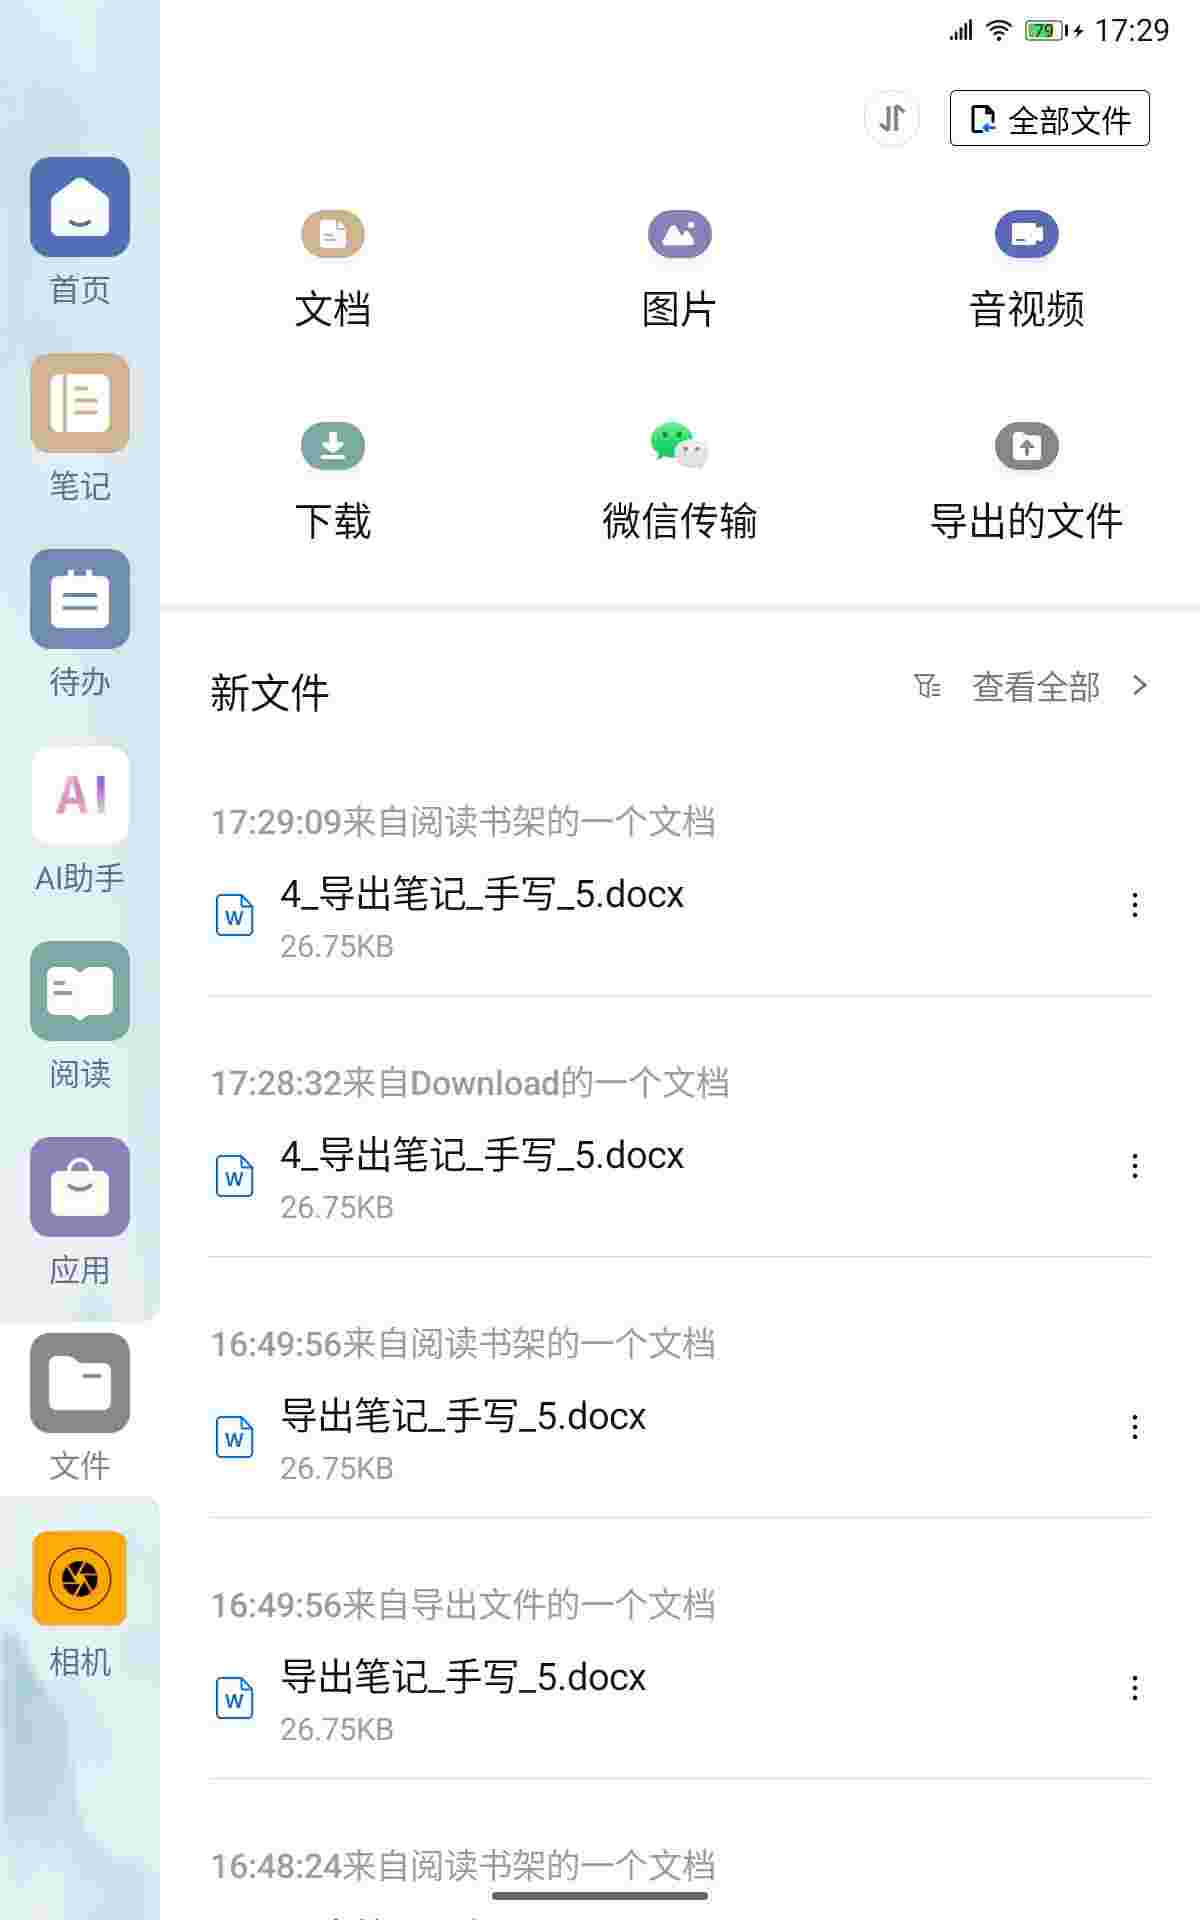 79 17:29
全部文件
首页
笔记
待办
AI
AI助手
阅读
应用
文件
相机
文档
图片
音视频
下载
微信传输
导出的文件
新文件
查看全部
17:29:09来自阅读书架的一个文档
4_导出笔记_手写_5.docx
26.75KB
17:28:32来自Download的一个文档
4_导出笔记_手写_5.docx
26.75KB
16:49:56来自阅读书架的一个文档
导出笔记_手写_5.docx
26.75KB
16:49:56来自导出文件的一个文档
导出笔记_手写_5.docx
26.75KB
16:48:24来自阅读书架的一个文档